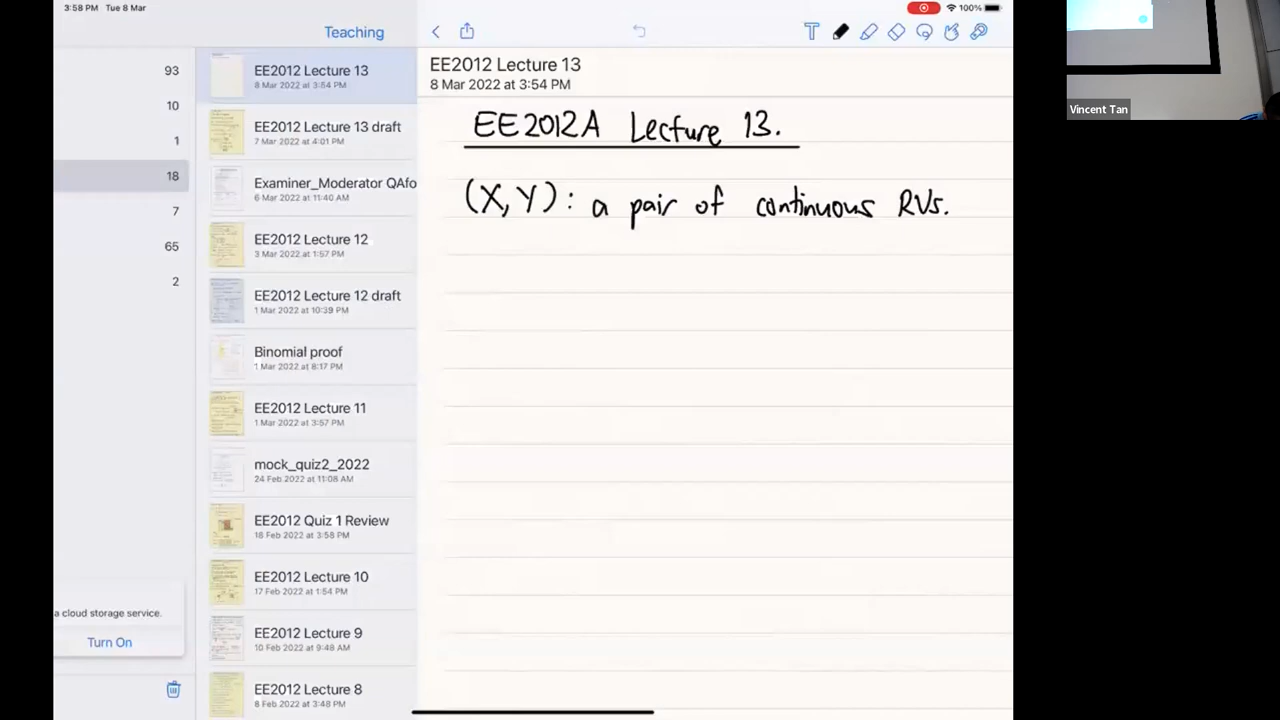 3:58 PM Tue 8 Mar
100%
Teaching
93
10
1
18
7
65
2
a cloud storage service.
Turn On
EE2012 Lecture 13
8 Mar 2022 at 3:54 PM
EE2012 Lecture 13 draft
7 Mar 2022 at 4:01 PM
Examiner_Moderator QAfo
6 Mar 2022 at 11:40 AM
EE2012 Lecture 12
3 Mar 2022 at 1:57 PM
EE2012 Lecture 12 draft
1 Mar 2022 at 10:39 PM
Binomial proof
1 Mar 2022 at 8:17 PM
EE2012 Lecture 11
1 Mar 2022 at 3:57 PM
mock_quiz2_2022
24 Feb 2022 at 11:08 AM
EE2012 Quiz 1 Review
18 Feb 2022 at 3:58 PM
EE2012 Lecture 10
17 Feb 2022 at 1:54 PM
EE2012 Lecture 9
10 Feb 2022 at 9:48 AM
EE2012 Lecture 8
8 Feb 2022 at 3:48 PM
T
EE2012 Lecture 13
8 Mar 2022 at 3:54 PM
EE2012A Lecture 13.
(X, Y) : a pair of continuous RVs.
Vincent Tan